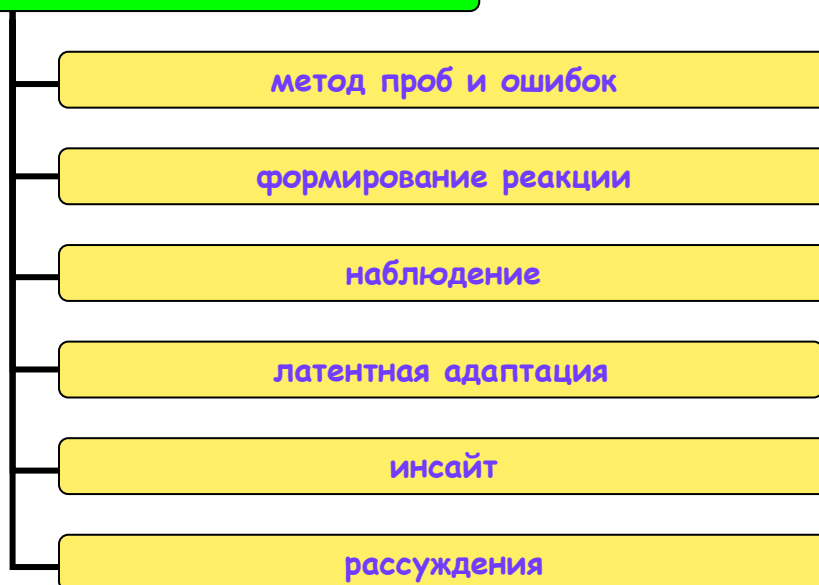 метод проб и ошибок
формирование реакции
наблюдение
латентная адаптация
инсайт
рассуждения